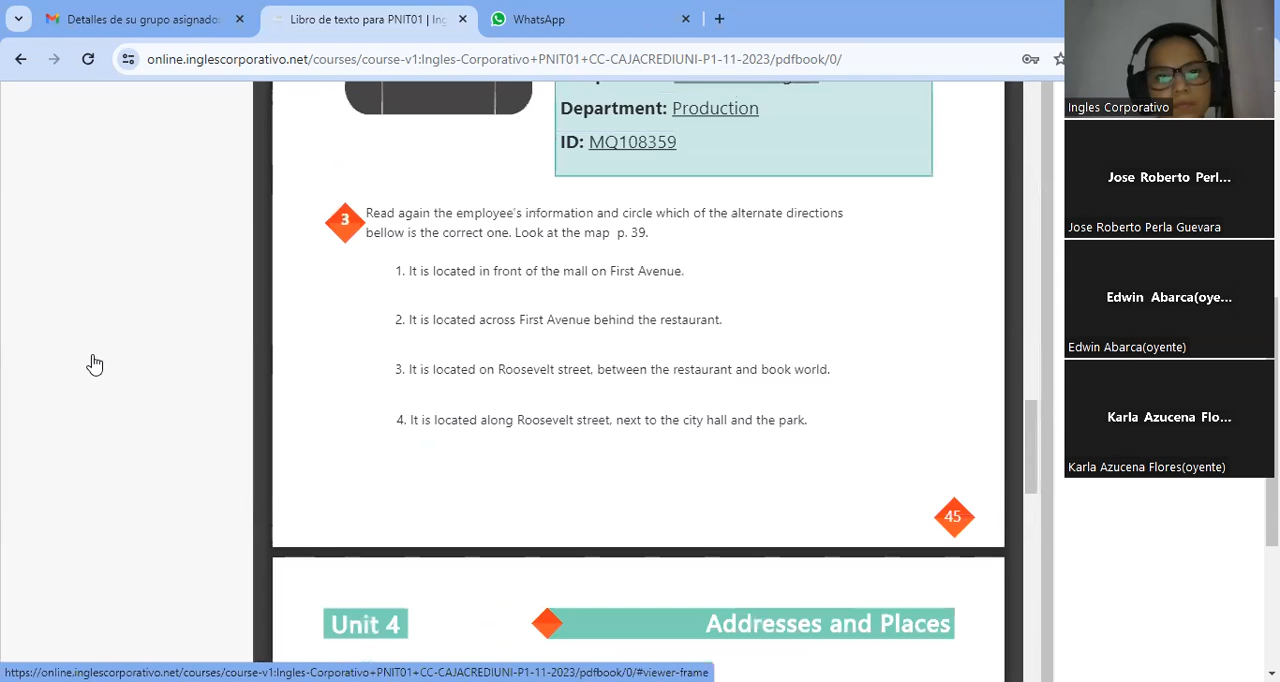 Detalles de su grupo asignado
Libro de texto para PNIT01 | Ing
WhatsApp
online.inglescorporativo.net/courses/course-v1:Ingles-Corporativo+PNIT01+CC-CAJACREDIUNI-P1-11-2023/pdfbook/0/
Department: Production
ID: MQ108359
3
Read again the employee's information and circle which of the alternate directions
bellow is the correct one. Look at the map p. 39.
1. It is located in front of the mall on First Avenue.
2. It is located across First Avenue behind the restaurant.
3. It is located on Roosevelt street, between the restaurant and book world.
4. It is located along Roosevelt street, next to the city hall and the park.
45
Unit 4
Addresses and Places
https://online.inglescorporativo.net/courses/course-v1:Ingles-Corporativo+PNIT01+CC-CAJACREDIUNI-P1-11-2023/pdfbook/0/#viewer-frame
Ingles Corporativo
Jose Roberto Perl...
Jose Roberto Perla Guevara
Edwin Abarca(oye...
Edwin Abarca(oyente)
Karla Azucena Flo...
Karla Azucena Flores(oyente)